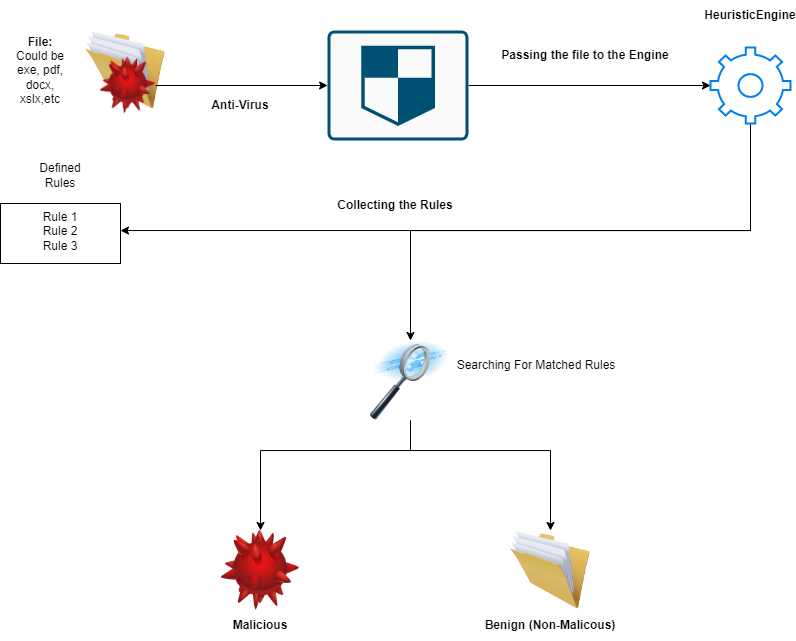 HeuristicEngine
File:
Could be
exe, pdf,
docx,
xslx,etc
Passing the file to the Engine
Anti-Virus
Defined
Rules
Rule 1
Rule 2
Rule 3
Collecting the Rules
Searching For Matched Rules
Malicious
Benign (Non-Malicous)